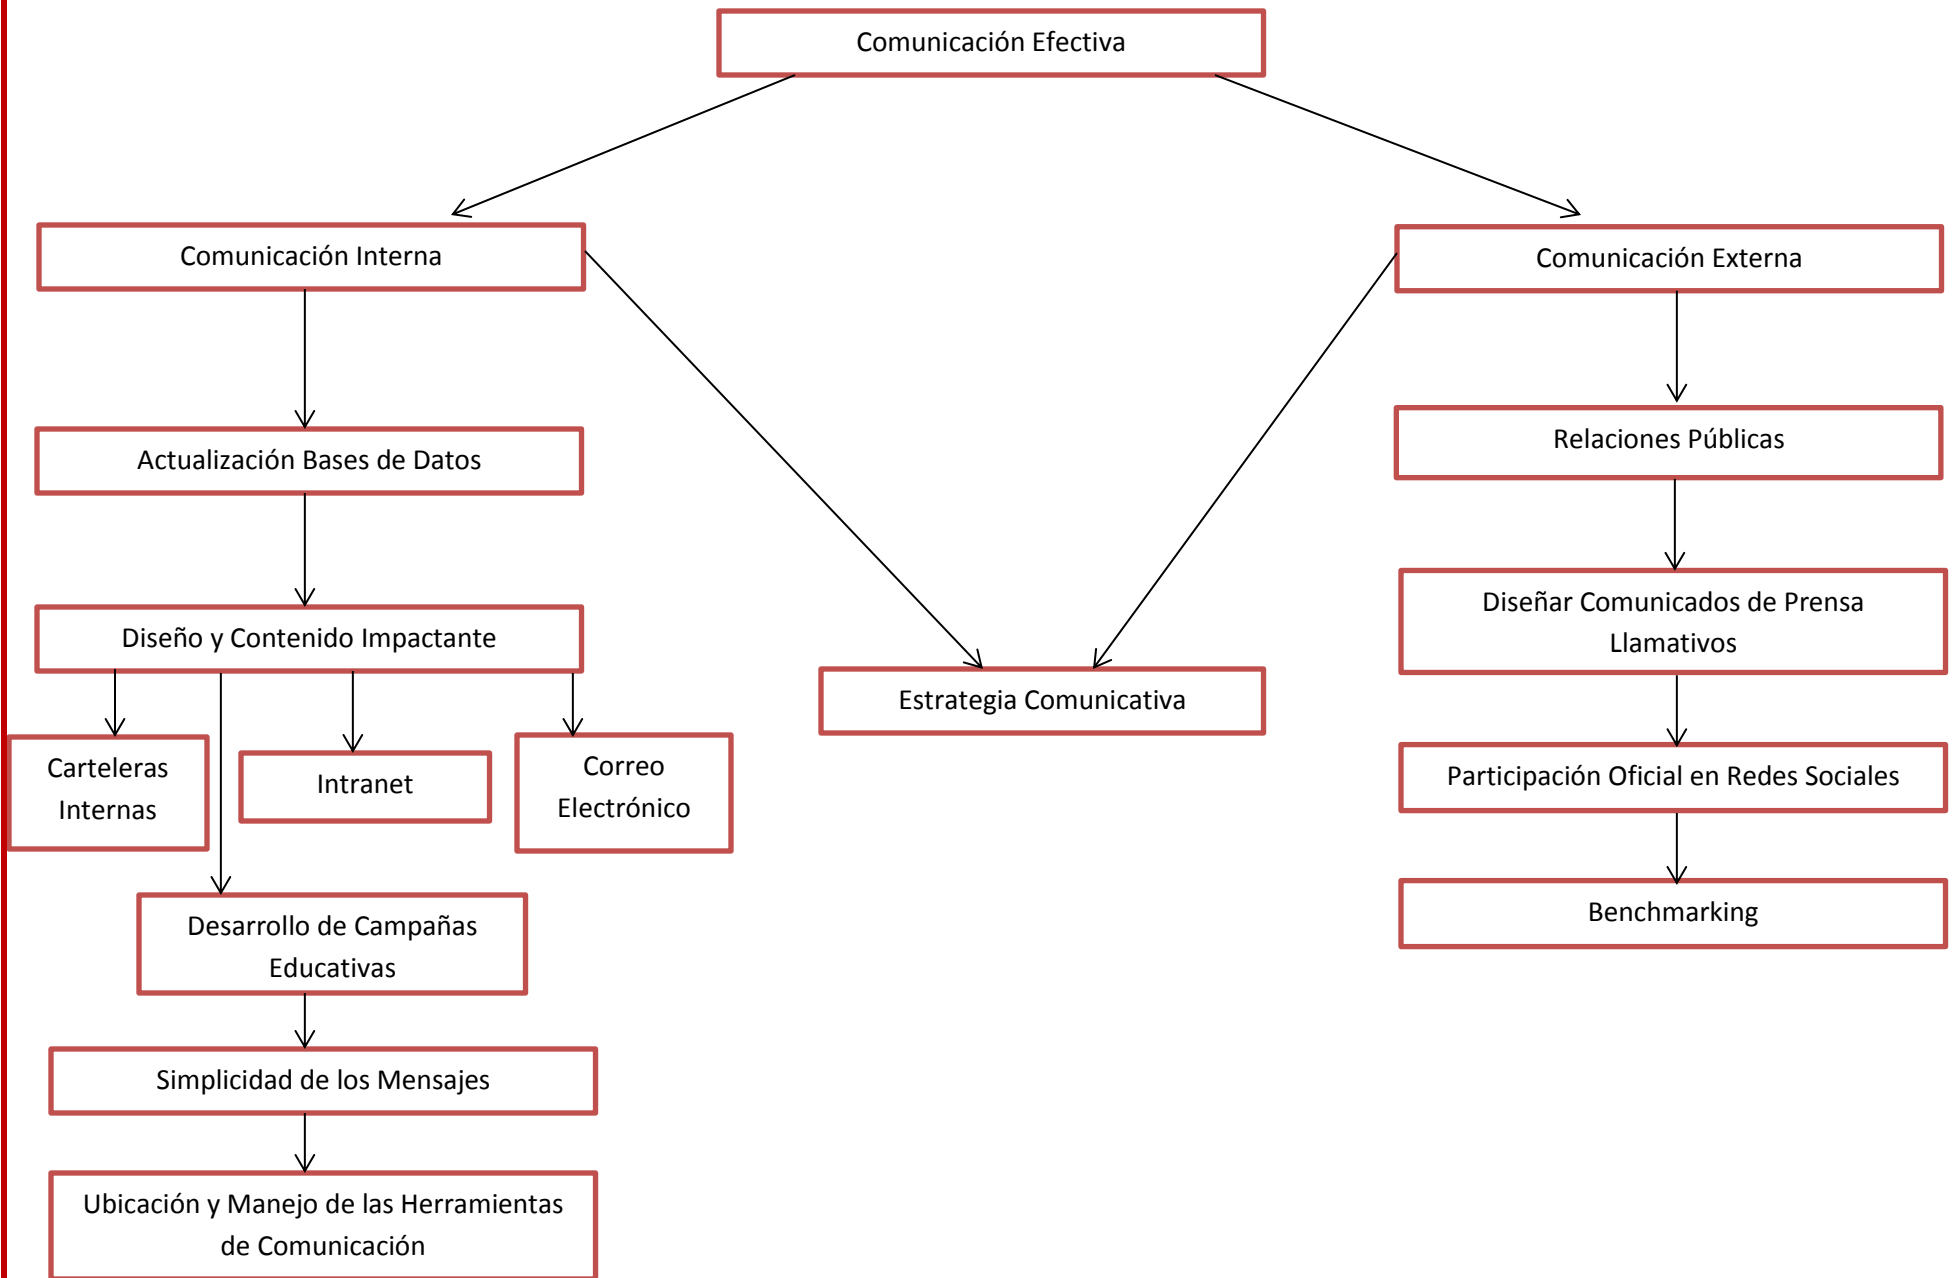 Comunicación Efectiva
Comunicación Interna
Comunicación Externa
Actualización Bases de Datos
Relaciones Públicas
Diseño y Contenido Impactante
Diseñar Comunicados de Prensa
Llamativos
Estrategia Comunicativa
Carteleras
Internas
Intranet
Correo
Electrónico
Participación Oficial en Redes Sociales
Desarrollo de Campañas
Educativas
Benchmarking
Simplicidad de los Mensajes
Ubicación y Manejo de las Herramientas
de Comunicación